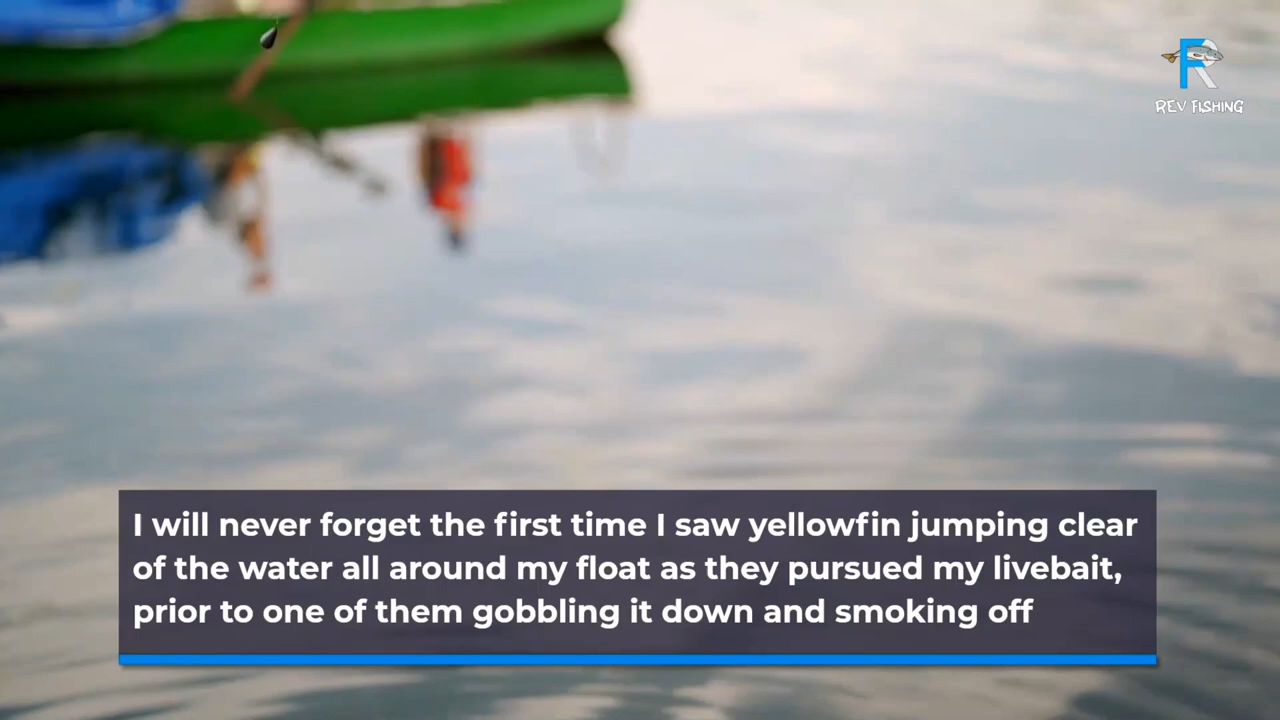 REV FISHING
I will never forget the first time I saw yellowfin jumping clear
of the water all around my float as they pursued my livebait,
prior to one of them gobbling it down and smoking off